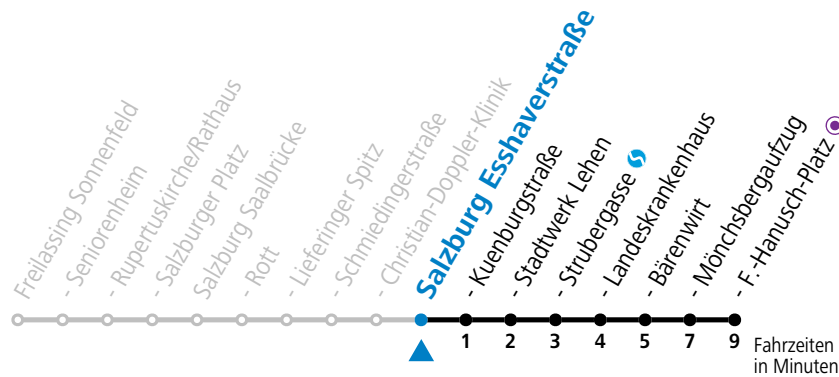 Freilassing Sonnenfeld
- Seniorenheim
- Rupertuskirche/Rathaus
- Salzburger Platz
Salzburg Saalbrücke
- Rott
- Lieferinger Spitz
- Schmiedingerstraße
- Christian-Doppler-Klinik
Salzburg Esshaverstraße
- Kuenburgstraße
- Stadtwerk Lehen
- Strubergasse
- Landeskrankenhaus
- Bärenwirt
- Mönchsbergaufzug
- F.-Hanusch-Platz
1 2 3 4 5 7 9
Fahrzeiten
in Minuten